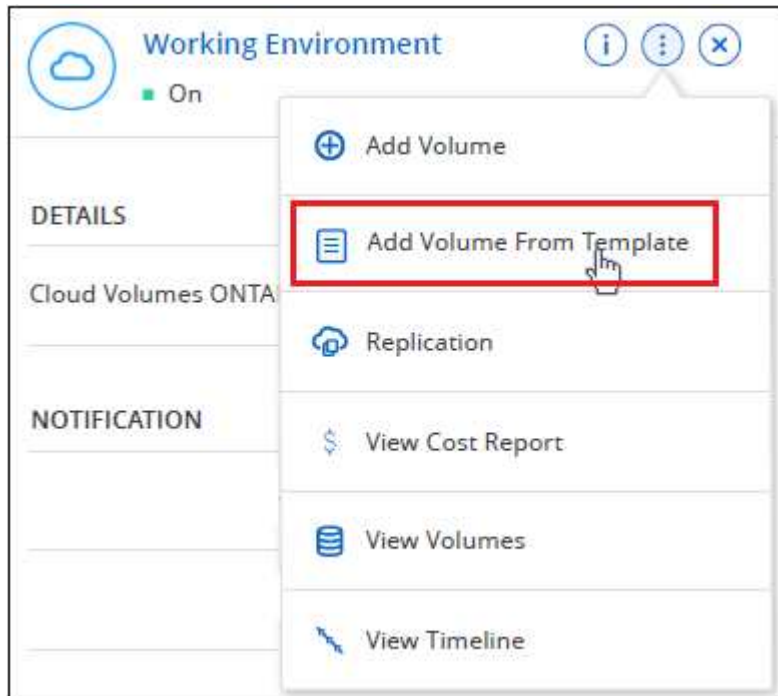 Working Environment
On
Add Volume
DETAILS
Add Volume From Template
Cloud Volumes ONTA
Replication
NOTIFICATION
$ View Cost Report
View Volumes
View Timeline